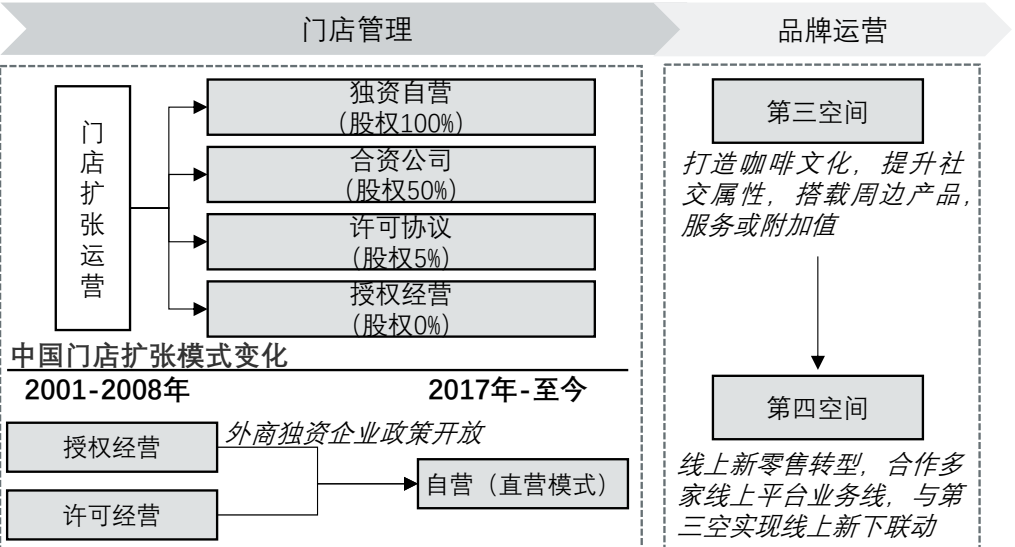 门店管理
品牌运营
门店扩张运营
独资自营
(股权100%)
合资公司
(股权50%)
许可协议
(股权5%)
授权经营
(股权0%)
中国门店扩张模式变化
2001-2008年
2017年-至今
授权经营
外商独资企业政策开放
许可经营
自营（直营模式）
第三空间
打造咖啡文化，提升社
交属性，搭载周边产品，
服务或附加值
第四空间
线上新零售转型，合作多
家线上平台业务线，与第
三空实现线上新下联动